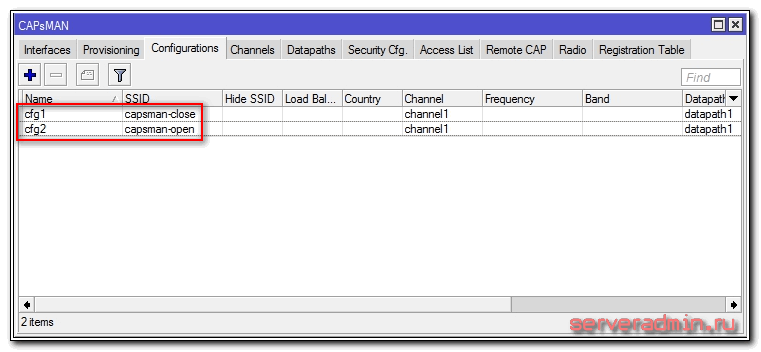 CAPsMAN
Interfaces Provisioning Configurations Channels Datapaths Security Cfg. Access List Remote CAP Radio Registration Table
Find
Name SSID Hide SSID Load Bal... Country Channel Frequency Band Datapath
cfg1 capsman-close channel1 datapath1
cfg2 capsman-open channel1 datapath1
2 items
serveradmin.ru